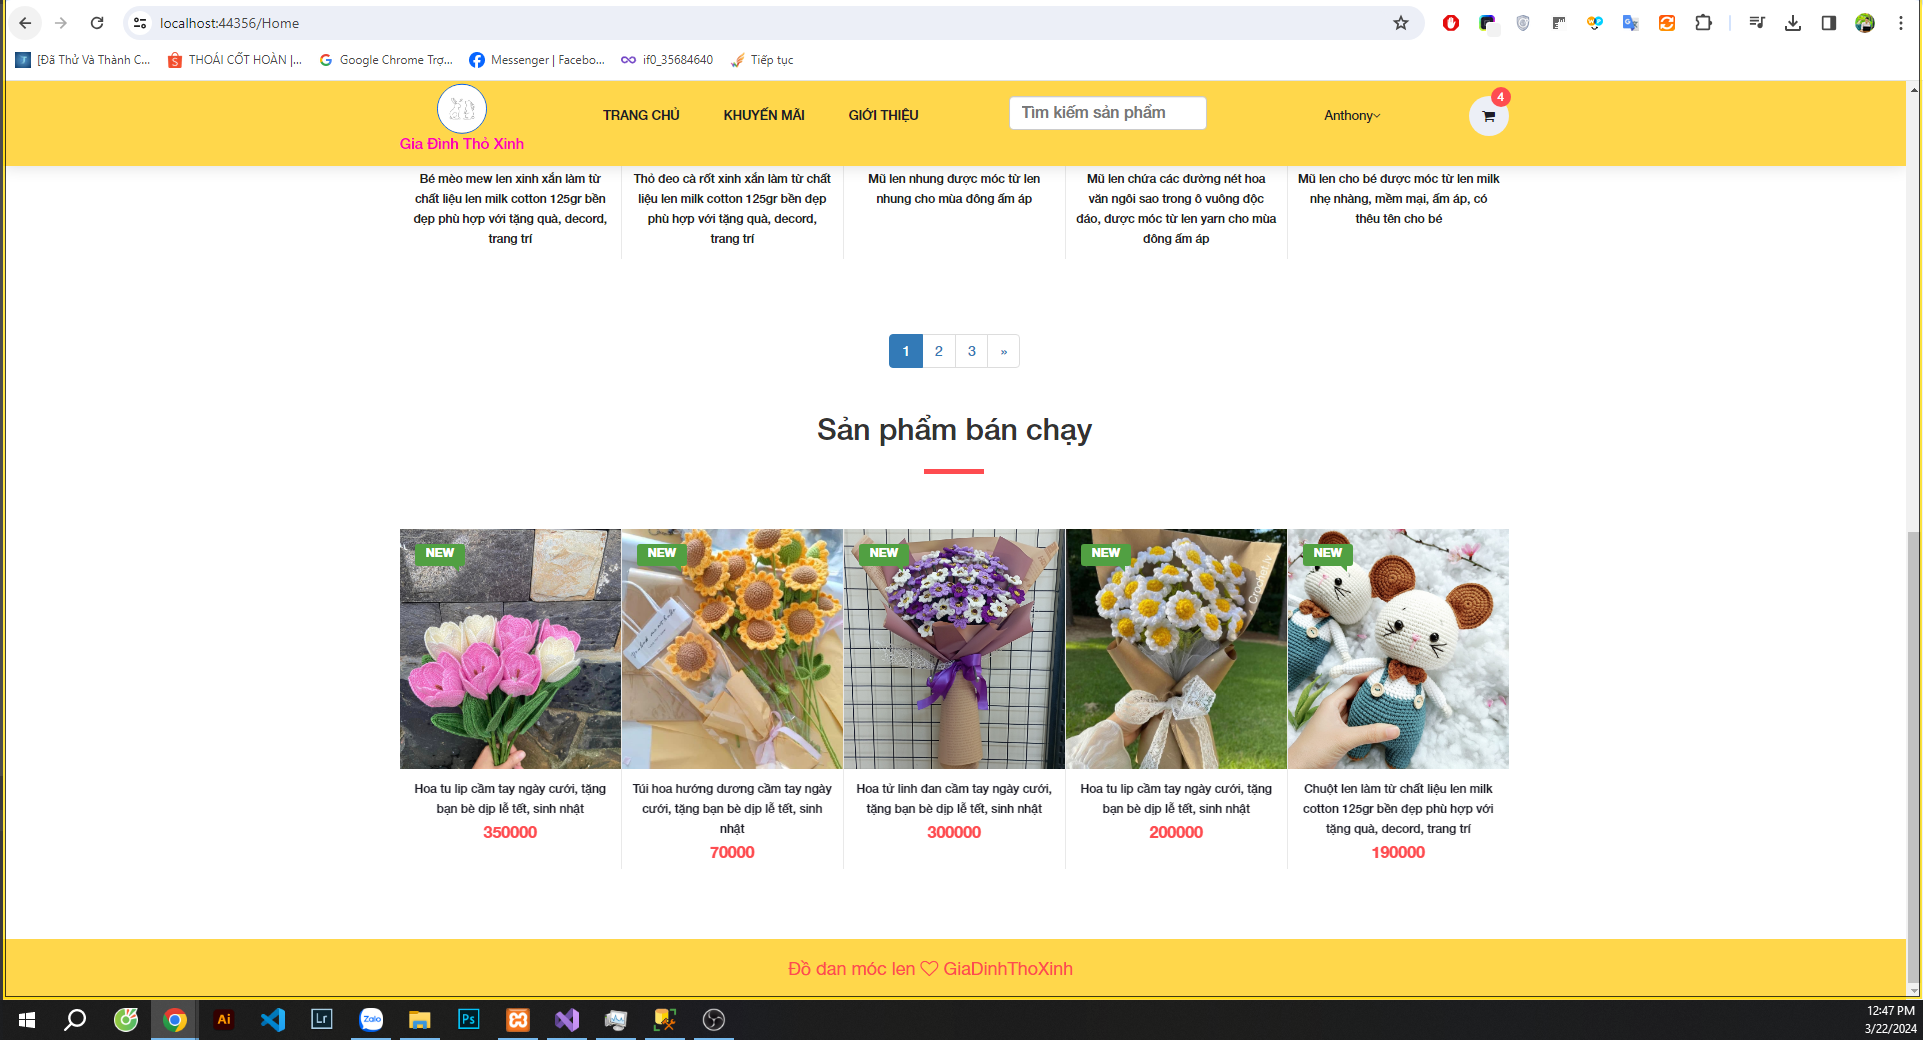 localhost:44356/Home
[Đã Thử Và Thành C...
THOÁI CỐT HOÀN |...
Google Chrome Trợ...
Messenger | Facebo...
if0_35684640
Tiếp tục
Gia Đình Thỏ Xinh
TRANG CHỦ
KHUYẾN MÃI
GIỚI THIỆU
Tìm kiếm sản phẩm
Anthony
4
Bé mèo mew len xinh xắn làm từ
chất liệu len milk cotton 125gr bền
đẹp phù hợp với tặng quà, decord,
trang trí
Thỏ đeo cà rốt xinh xắn làm từ chất
liệu len milk cotton 125gr bền đẹp
phù hợp với tặng quà, decord,
trang trí
Mũ len nhung được móc từ len
nhung cho mùa đông ấm áp
Mũ len chứa các đường nét hoa
văn ngôi sao trong ô vuông độc
đáo, được móc từ len yarn cho mùa
đông ấm áp
Mũ len cho bé được móc từ len milk
nhẹ nhàng, mềm mại, ấm áp, có
thêu tên cho bé
1 2 3 »
Sản phẩm bán chạy
NEW
NEW
NEW
NEW
NEW
Crochet.lv
Hoa tu lip cầm tay ngày cưới, tặng
bạn bè dịp lễ tết, sinh nhật
350000
Túi hoa hướng dương cầm tay ngày
cưới, tặng bạn bè dịp lễ tết, sinh
nhật
70000
Hoa tử linh đan cầm tay ngày cưới,
tặng bạn bè dịp lễ tết, sinh nhật
300000
Hoa tu lip cầm tay ngày cưới, tặng
bạn bè dịp lễ tết, sinh nhật
200000
Chuột len làm từ chất liệu len milk
cotton 125gr bền đẹp phù hợp với
tặng quà, decord, trang trí
190000
Đồ đan móc len ♡ GiaDinhThoXinh
Ai
Lr
Zalo
Ps
12:47 PM
3/22/2024